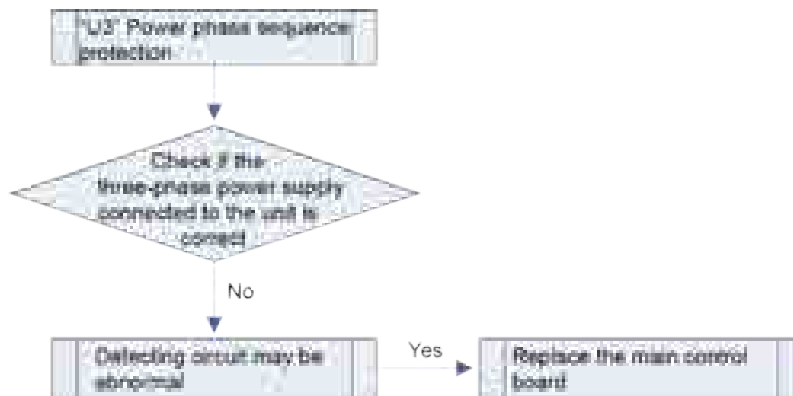 "U3" Power phase sequence
protection
Check if the
three-phase power supply
connected to the unit is
correct
No
Detecting circuit may be
abnormal
Yes
Replace the main control
board